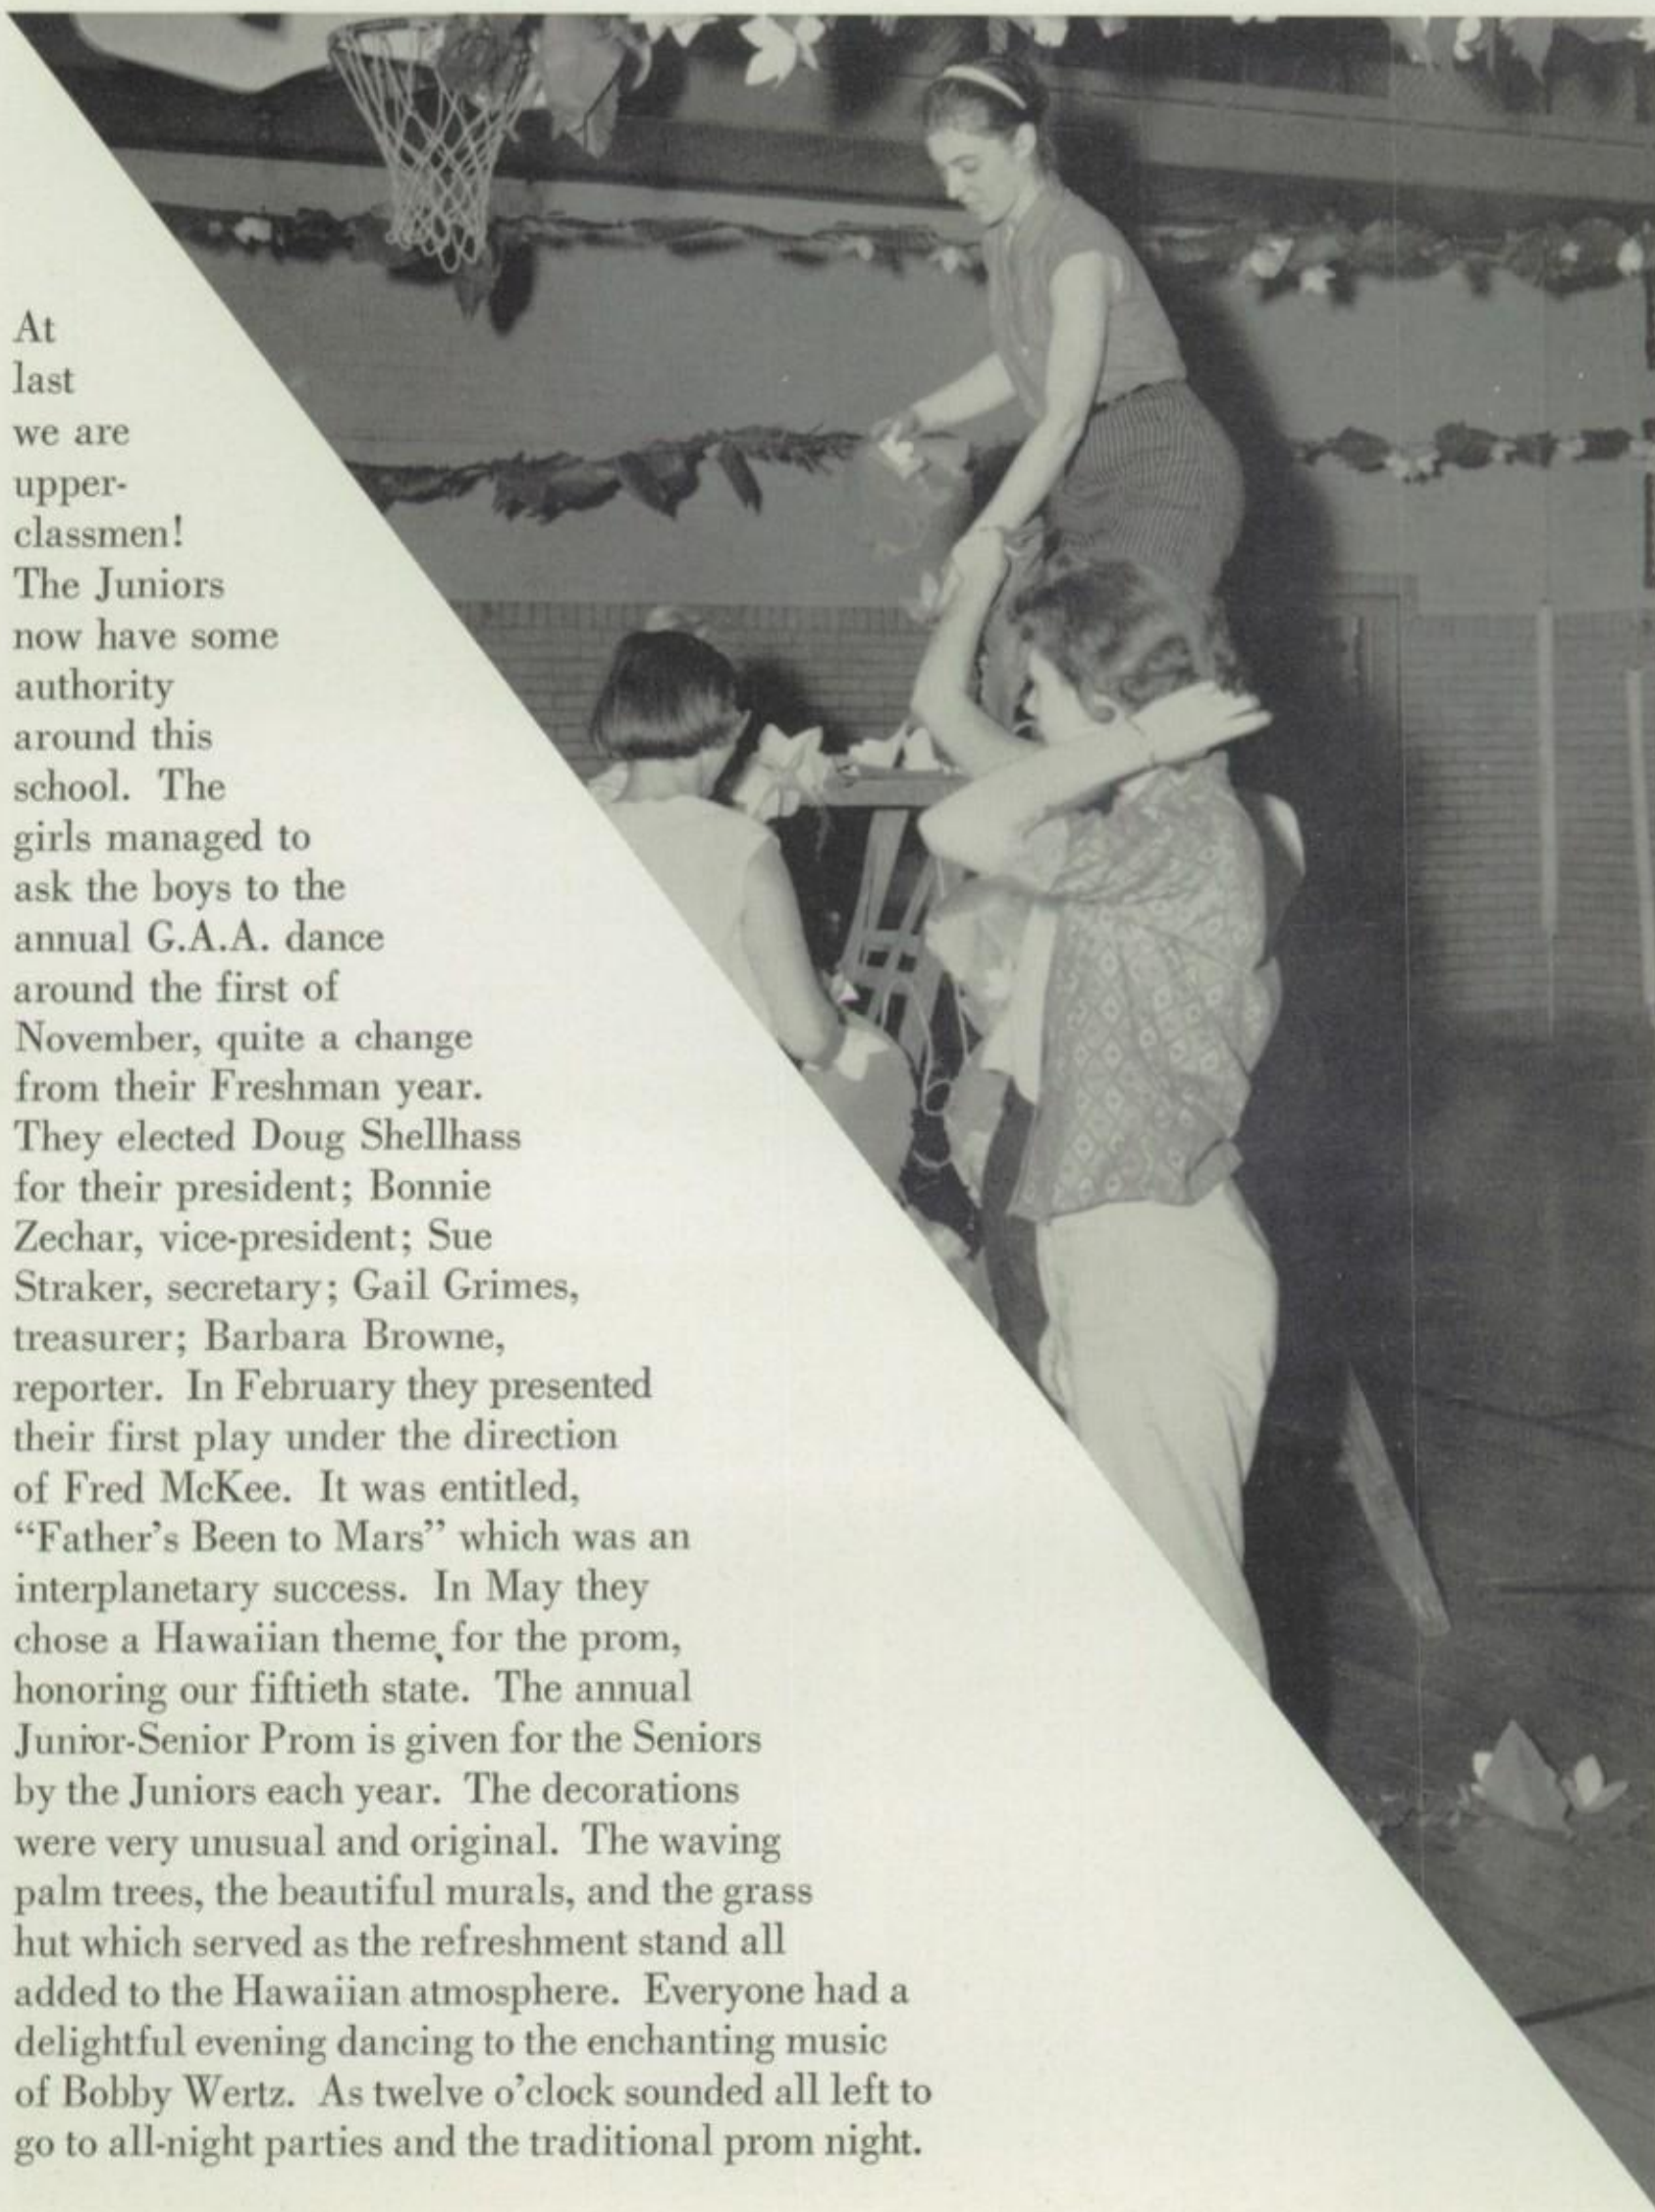 At
last
we are
upper-
classmen!
The Juniors
now have some
authority
around this
school. The
girls managed to
ask the boys to the
annual G.A.A. dance
around the first of
November, quite a change
from their Freshman year.
They elected Doug Shellhass
for their president; Bonnie
Zechar, vice-president; Sue
Straker, secretary; Gail Grimes,
treasurer; Barbara Browne,
reporter. In February they presented
their first play under the direction
of Fred McKee. It was entitled,
“Father’s Been to Mars” which was an
interplanetary success. In May they
chose a Hawaiian theme for the prom,
honoring our fiftieth state. The annual
Junior-Senior Prom is given for the Seniors
by the Juniors each year. The decorations
were very unusual and original. The waving
palm trees, the beautiful murals, and the grass
hut which served as the refreshment stand all
added to the Hawaiian atmosphere. Everyone had a
delightful evening dancing to the enchanting music
of Bobby Wertz. As twelve o’clock sounded all left to
go to all-night parties and the traditional prom night.